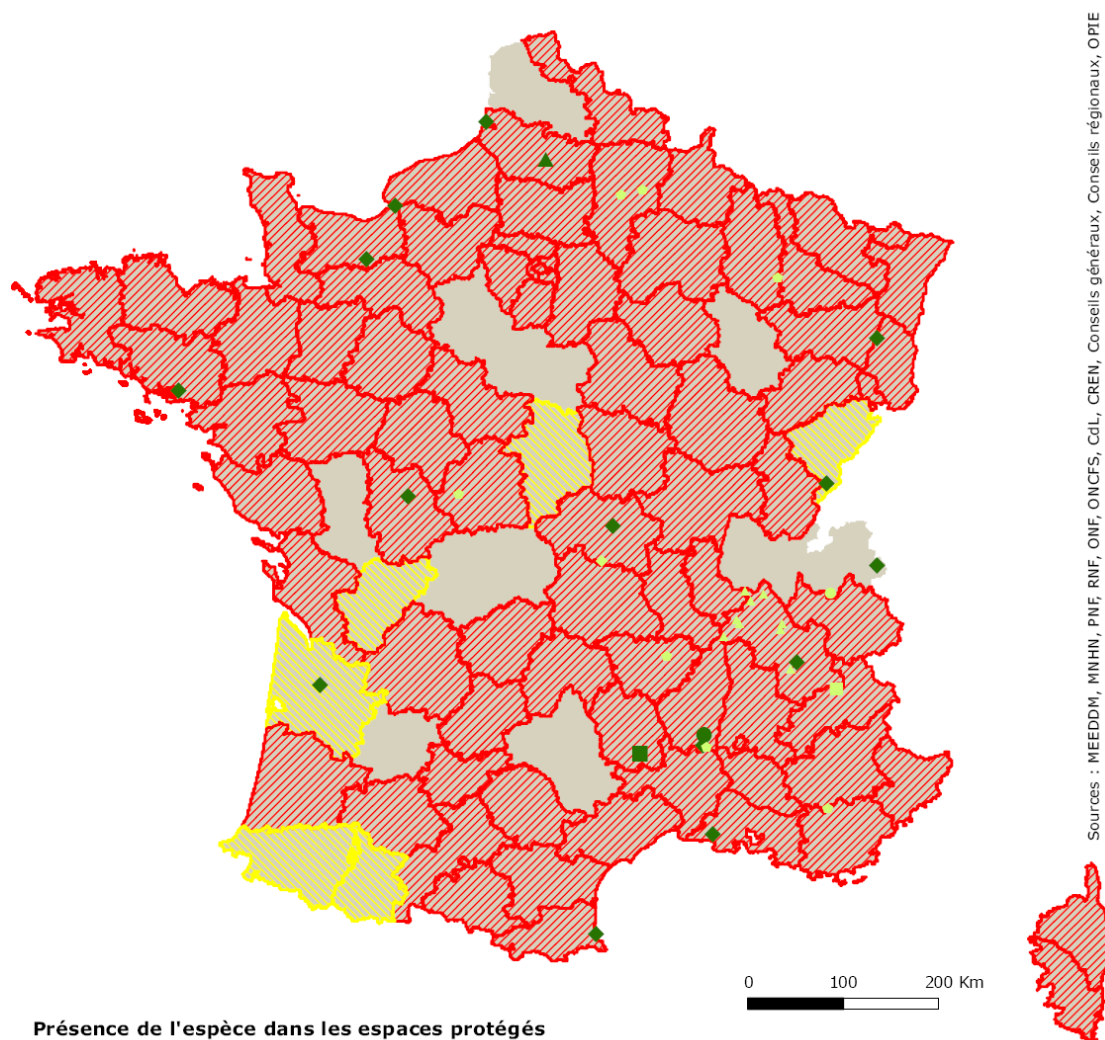 Sources : MEEDDM, MNHN, PNF, RNF, ONF, ONCFS, CdL, CREN, Conseils généraux, Conseils régionaux, OPIE
0 100 200 Km
Présence de l'espèce dans les espaces protégés